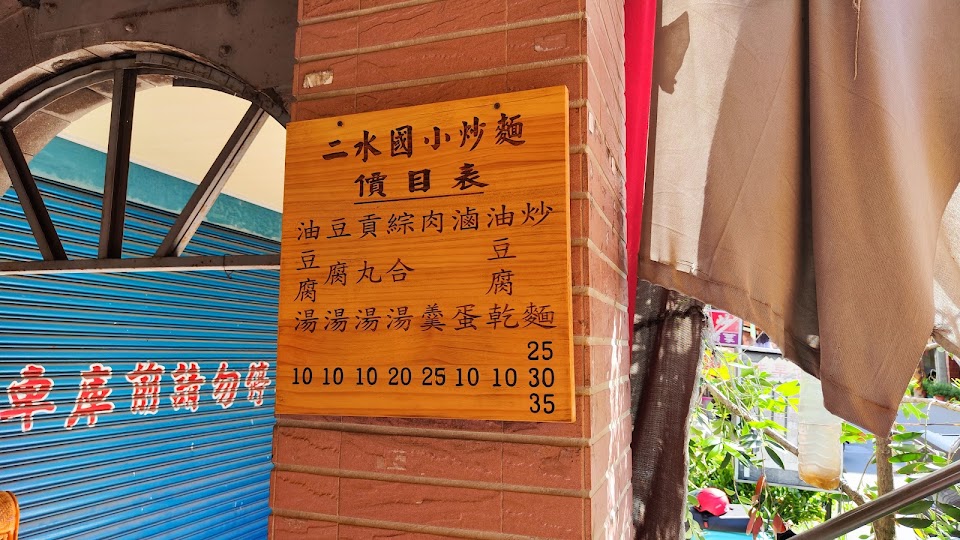 二水國小炒麵
價目表
炒麵 25 30 35
油豆腐乾 10
滷蛋 10
肉羹 25
綜合湯 20
貢丸湯 10
豆腐湯 10
油豆腐湯 10
車庫前請勿停